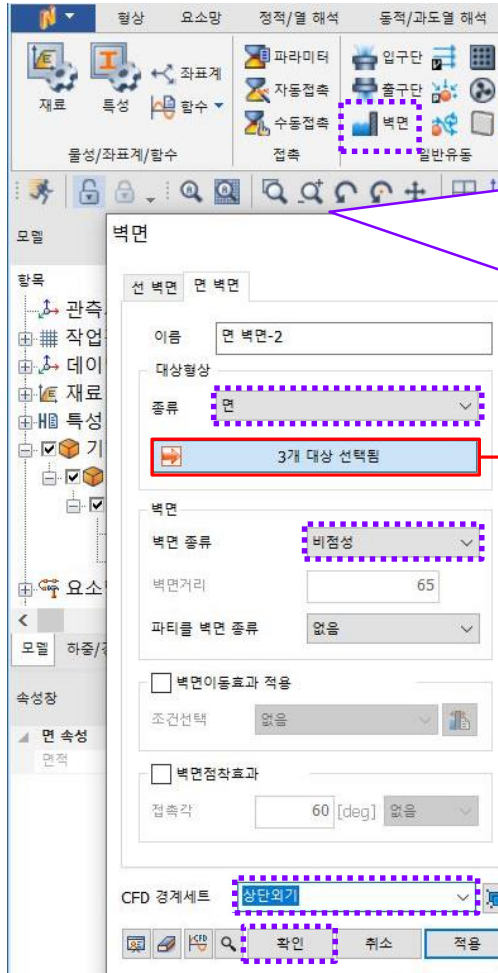 형상 요소망 정적/열 해석 동적/과도열 해석
재료 특성 좌표계 함수
파라미터 자동접촉 수동접촉
입구단 출구단 벽면
물성/좌표계/함수 접촉 일반유동
모델
항목
관측
작업
데이
재료
특성
기
요소
모델 하중/
속성창
면 속성
면적
벽면
선 벽면 면 벽면
이름 면 벽면-2
대상형상
종류 면
3개 대상 선택됨
벽면
벽면 종류 비점성
벽면거리 65
파티클 벽면 종류 없음
벽면이동효과 적용
조건선택 없음
벽면점착효과
접촉각 60 [deg] 없음
CFD 경계세트 상단외기
확인 취소 적용